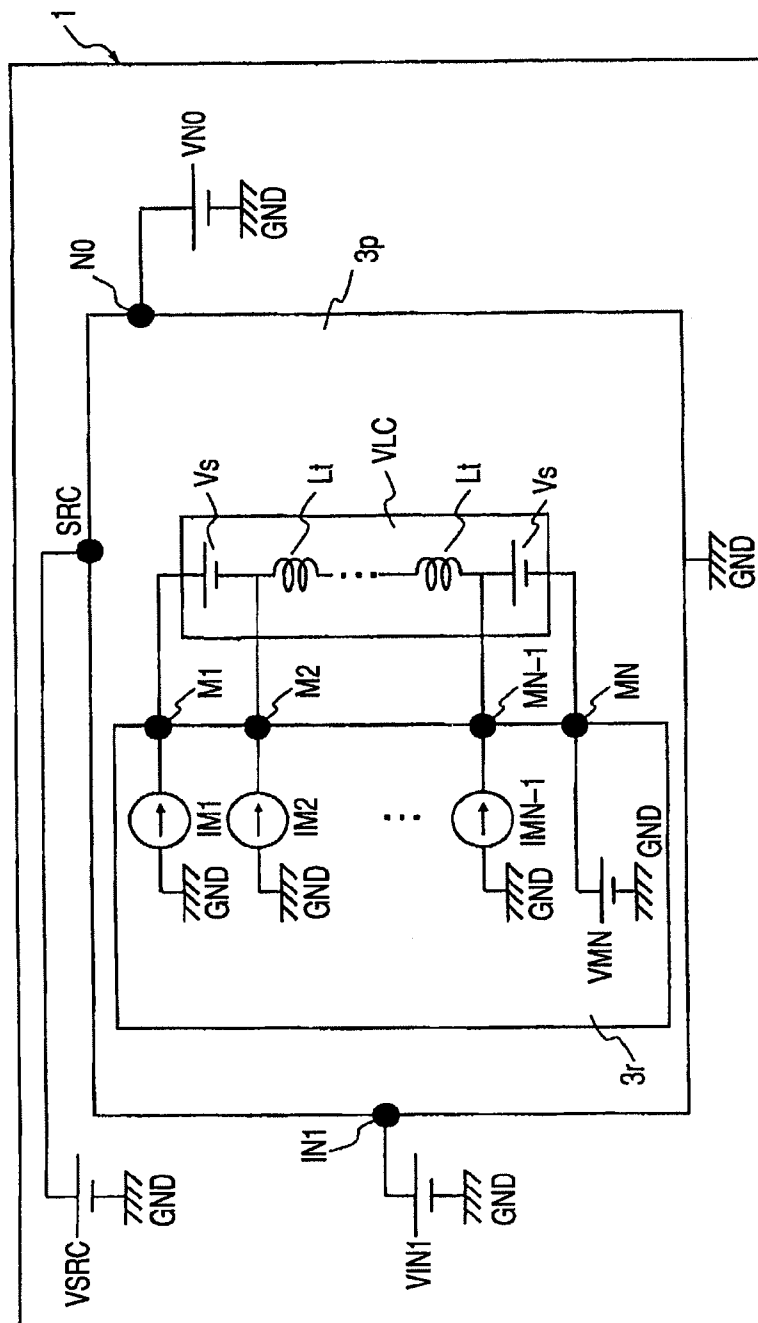 1
VSRC
GND
SRC
N0
VN0
GND
3p
Vs
Lt
VLC
Lt
Vs
M1
M2
MN-1
MN
IM1
GND
IM2
GND
...
...
IMN-1
GND
VMN
GND
3r
IN1
VIN1
GND
GND